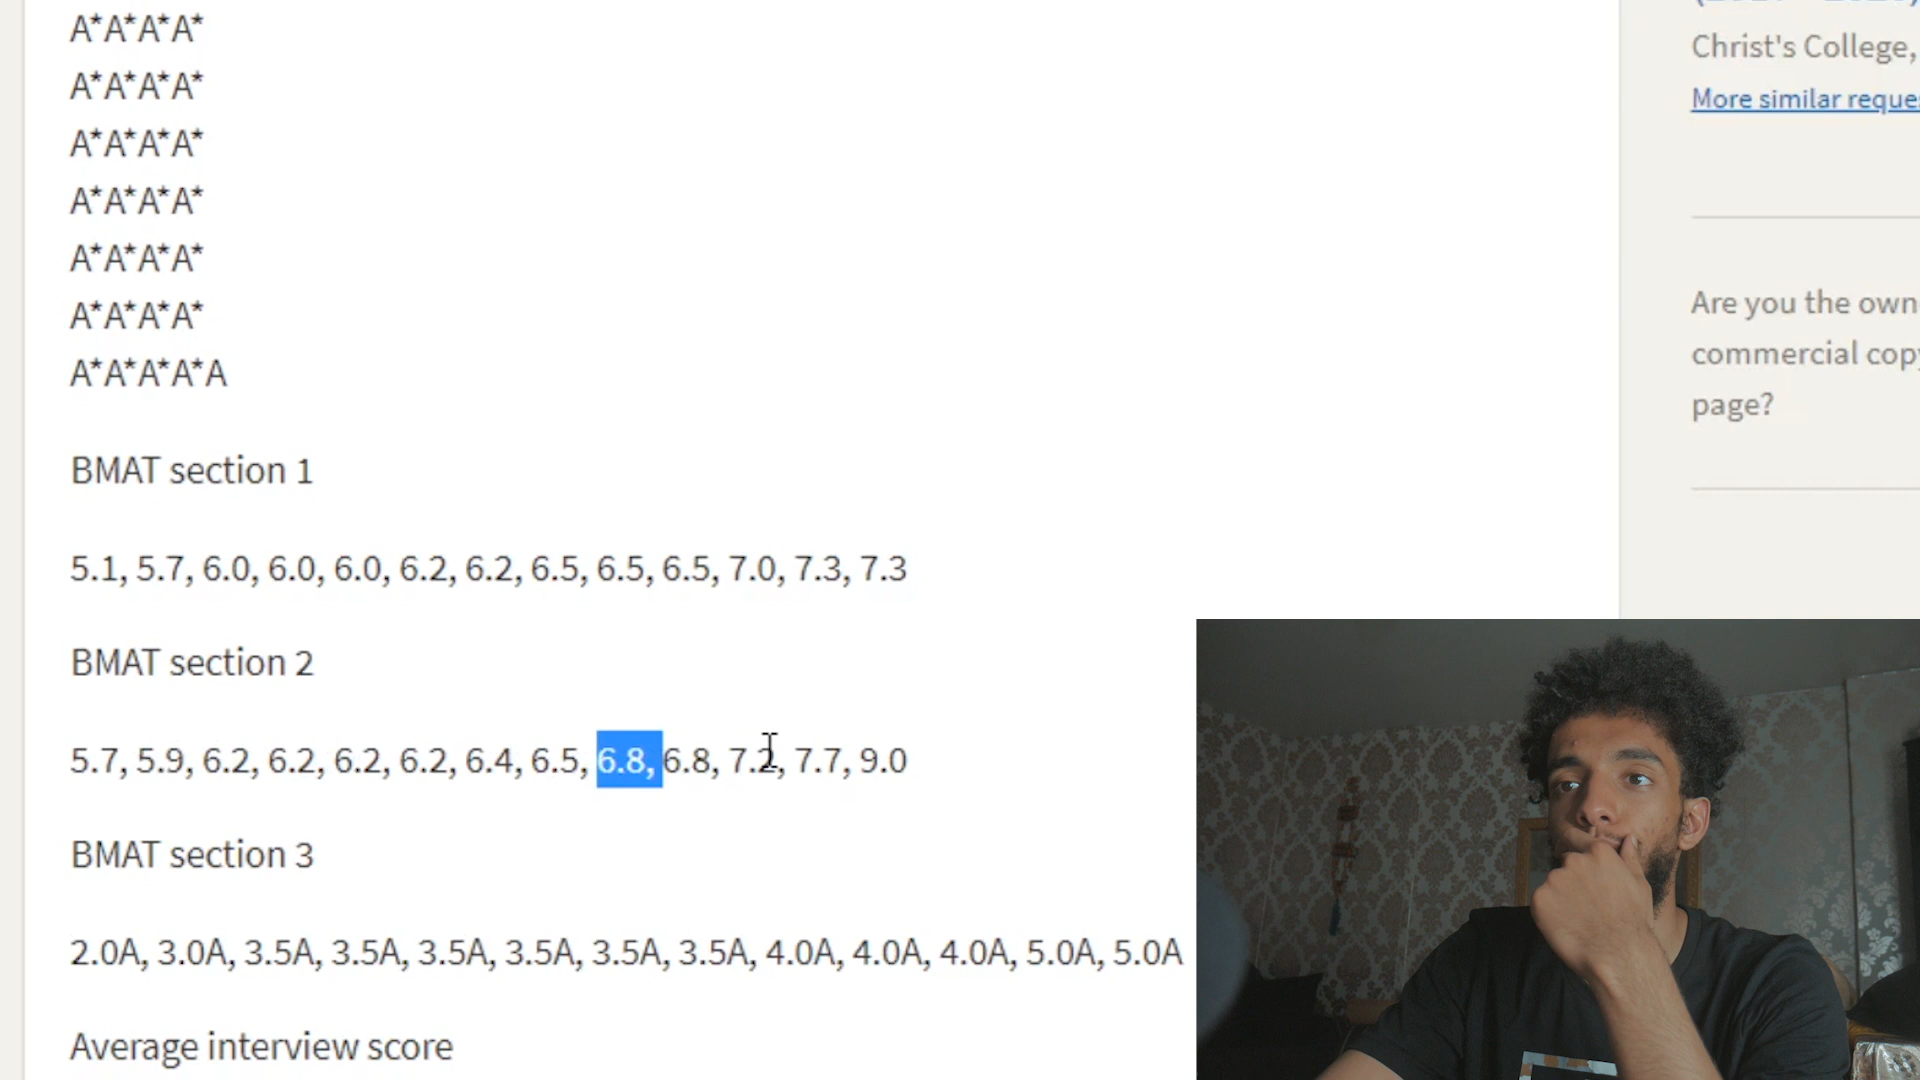 A*A*A*A*
A*A*A*A*
A*A*A*A*
A*A*A*A*
A*A*A*A*
A*A*A*A*
A*A*A*A*A
BMAT section 1
5.1, 5.7, 6.0, 6.0, 6.0, 6.2, 6.2, 6.5, 6.5, 6.5, 7.0, 7.3, 7.3
BMAT section 2
5.7, 5.9, 6.2, 6.2, 6.2, 6.2, 6.4, 6.5, 6.8, 6.8, 7.2, 7.7, 9.0
BMAT section 3
2.0A, 3.0A, 3.5A, 3.5A, 3.5A, 3.5A, 3.5A, 3.5A, 4.0A, 4.0A, 4.0A, 5.0A, 5.0A
Average interview score
Christ's College,
More similar reque
Are you the own
commercial copy
page?